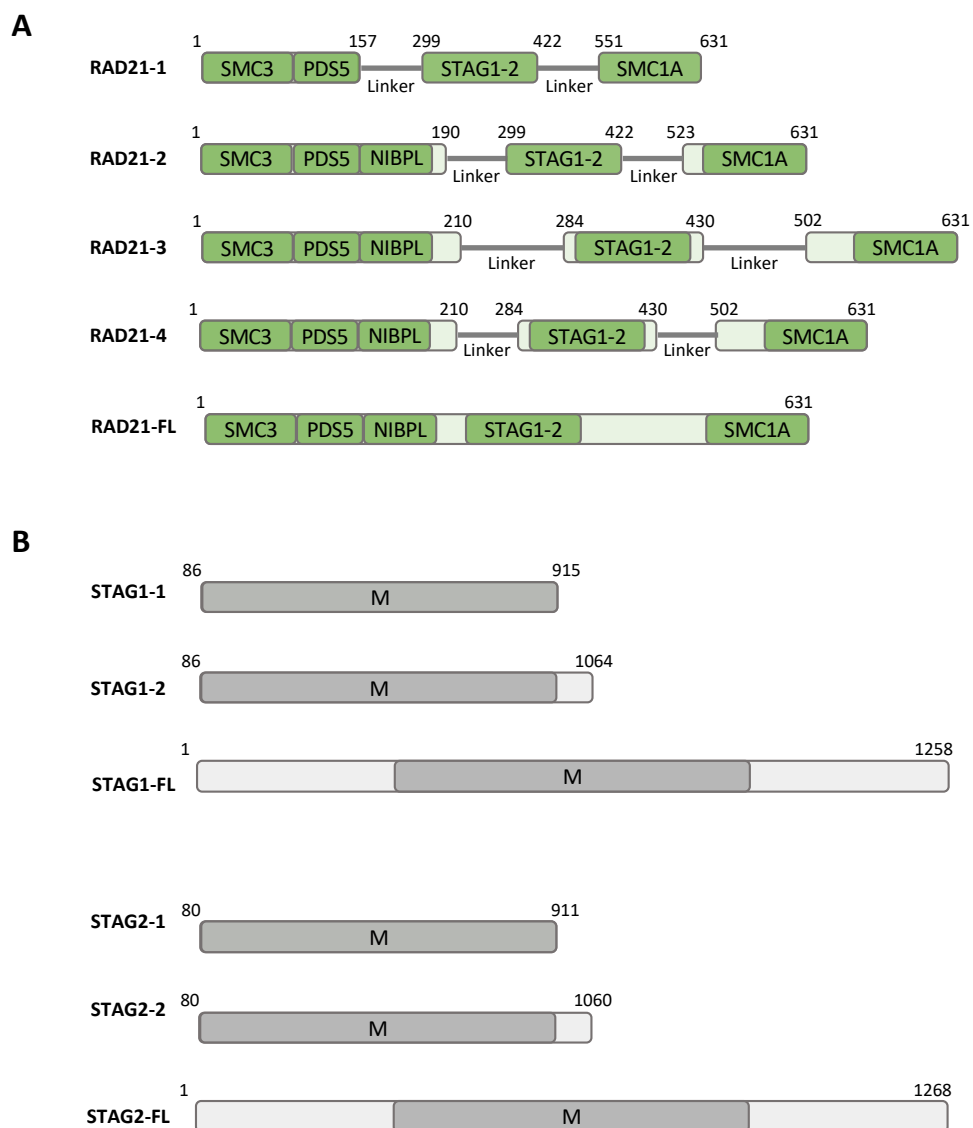 A
1 157 299 422 551 631
RAD21-1 SMC3 PDS5 STAG1-2 SMC1A
Linker Linker
1 190 299 422 523 631
RAD21-2 SMC3 PDS5 NIBPL STAG1-2 SMC1A
Linker Linker
1 210 284 430 502 631
RAD21-3 SMC3 PDS5 NIBPL STAG1-2 SMC1A
Linker Linker
1 210 284 430 502 631
RAD21-4 SMC3 PDS5 NIBPL STAG1-2 SMC1A
Linker Linker
1 631
RAD21-FL SMC3 PDS5 NIBPL STAG1-2 SMC1A
B
86 915
STAG1-1 M
86 1064
STAG1-2 M
1 1258
STAG1-FL M
80 911
STAG2-1 M
80 1060
STAG2-2 M
1 1268
STAG2-FL M